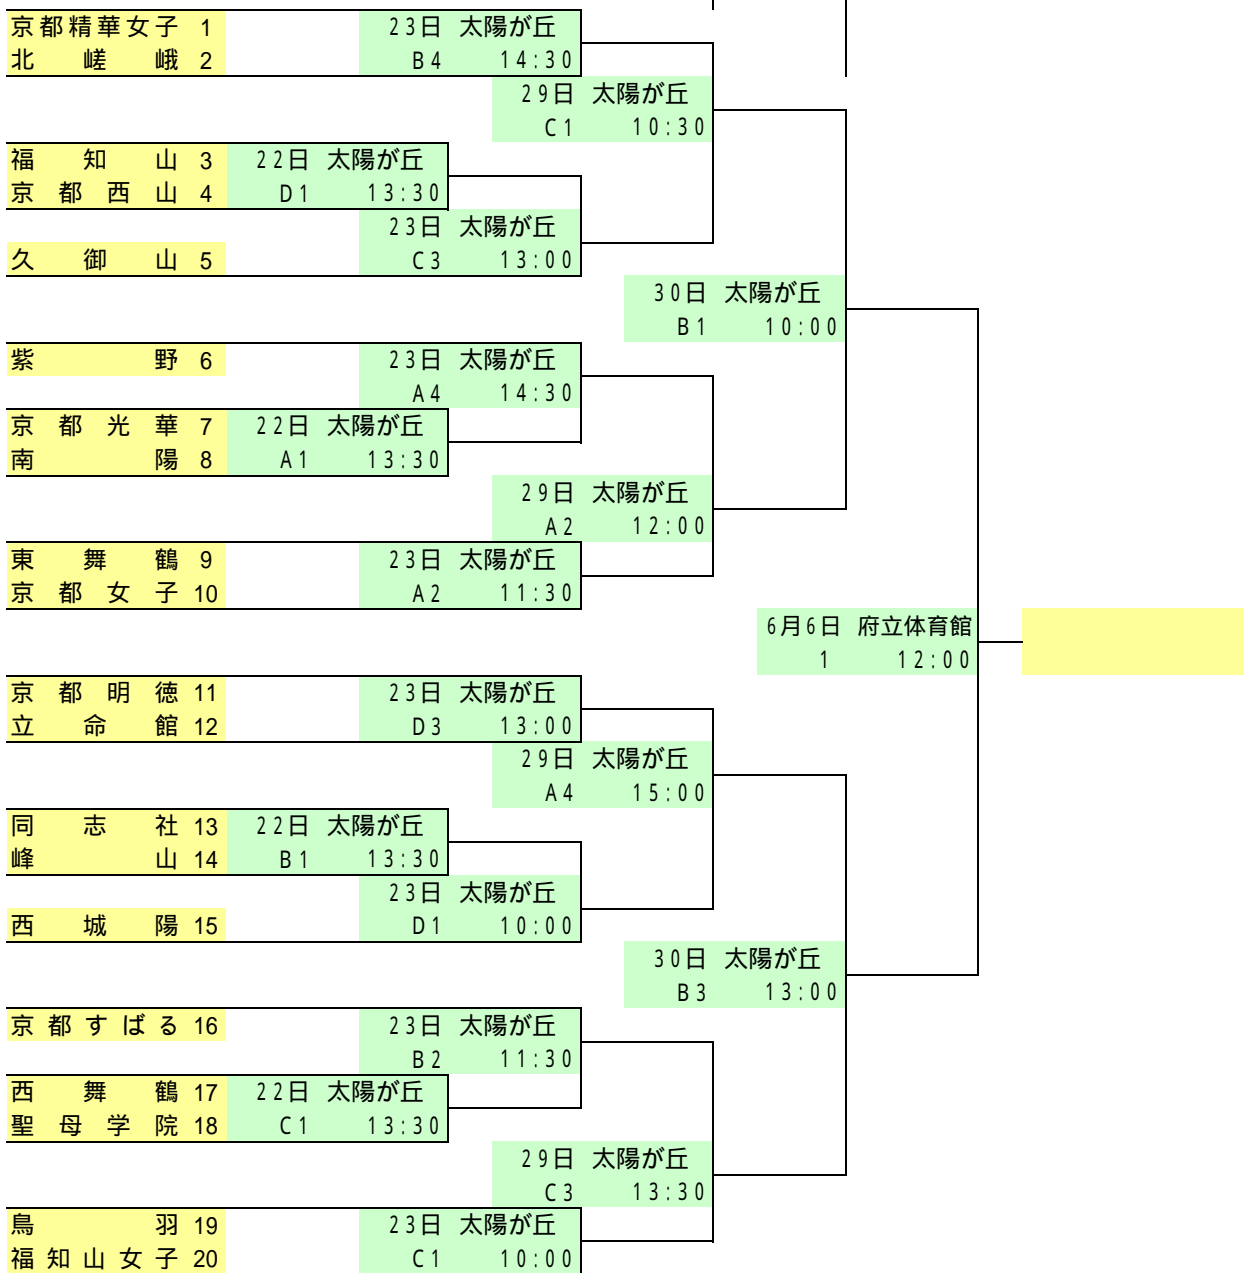 京都精華女子 1 23日 太陽が丘
北嵯峨 2 B4 14:30
29日 太陽が丘
C1 10:30
福知山 3 22日 太陽が丘
京都西山 4 D1 13:30
23日 太陽が丘
久御山 5 C3 13:00
30日 太陽が丘
B1 10:00
紫野 6 23日 太陽が丘
A4 14:30
京都光華 7 22日 太陽が丘
南陽 8 A1 13:30
29日 太陽が丘
A2 12:00
東舞鶴 9 23日 太陽が丘
京都女子 10 A2 11:30
6月6日 府立体育館
1 12:00
京都明徳 11 23日 太陽が丘
立命館 12 D3 13:00
29日 太陽が丘
A4 15:00
同志社 13 22日 太陽が丘
峰山 14 B1 13:30
23日 太陽が丘
西城陽 15 D1 10:00
30日 太陽が丘
B3 13:00
京都すばる 16 23日 太陽が丘
B2 11:30
西舞鶴 17 22日 太陽が丘
聖母学院 18 C1 13:30
29日 太陽が丘
C3 13:30
鳥羽 19 23日 太陽が丘
福知山女子 20 C1 10:00